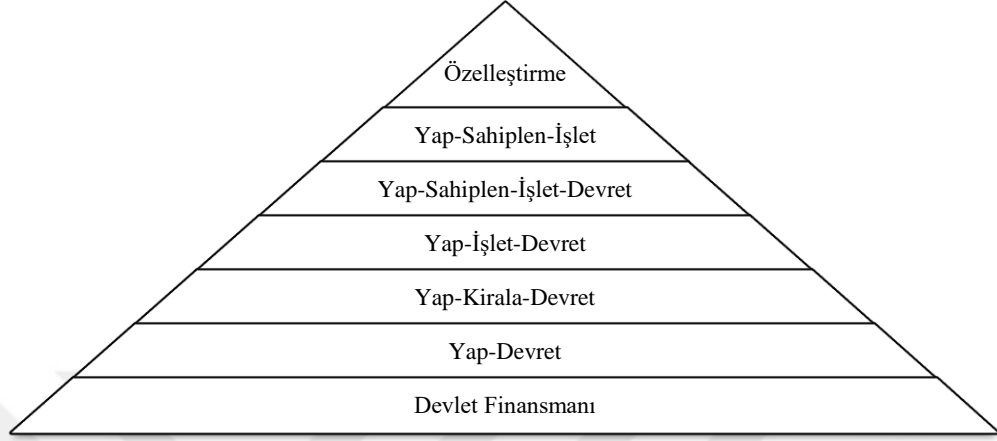 Özelleştirme
Yap-Sahiplen-İşlet
Yap-Sahiplen-İşlet-Devret
Yap-İşlet-Devret
Yap-Kirala-Devret
Yap-Devret
Devlet Finansmanı